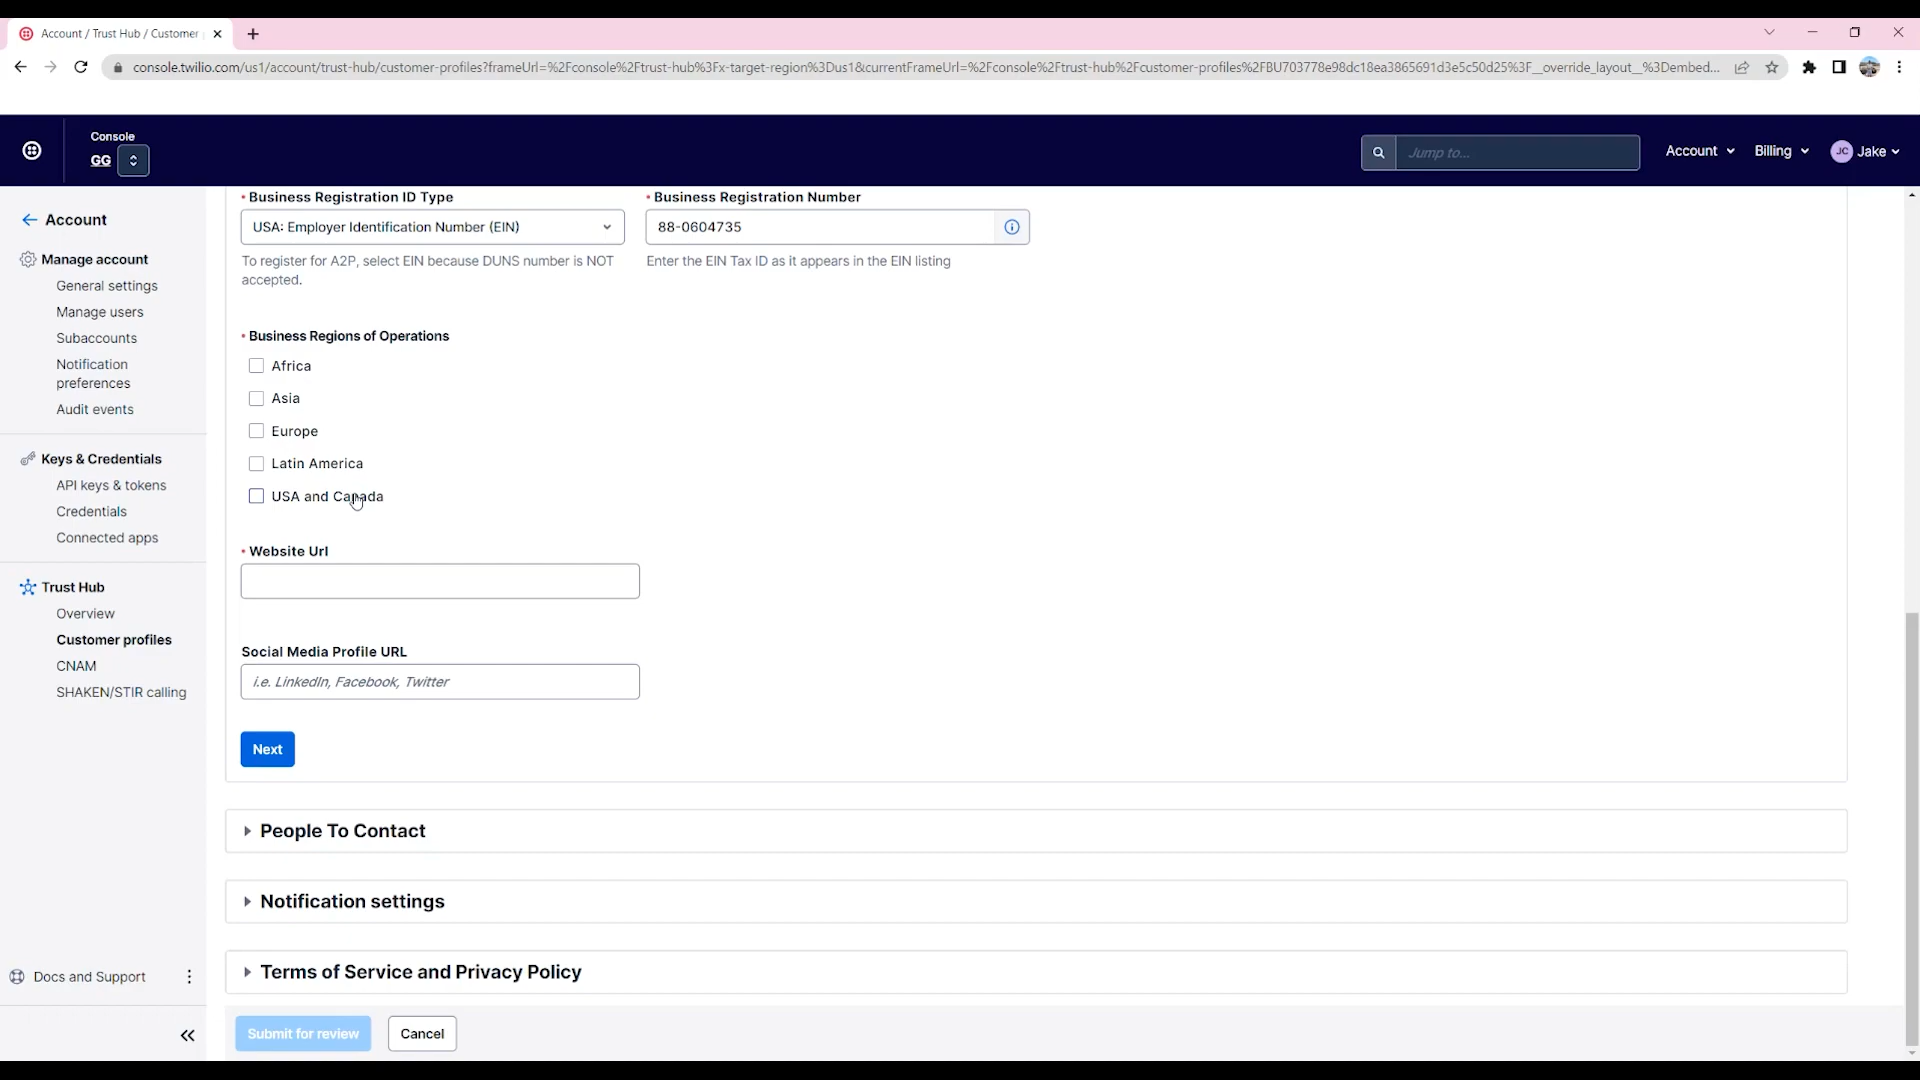 Account / Trust Hub / Customer
console.twilio.com/us1/account/trust-hub/customer-profiles?frameUrl=%2Fconsole%2Ftrust-hub%3Fx-target-region%3Dus1&currentFrameUrl=%2Fconsole%2Ftrust-hub%2Fcustomer-profiles%2FBU703778e98dc18ea3865691d3e5c50d25%3F__override_layout__%3Dembed...
Console
GG
Jump to...
Account
Billing
JC
Jake
Account
Manage account
General settings
Manage users
Subaccounts
Notification
preferences
Audit events
Keys & Credentials
API keys & tokens
Credentials
Connected apps
Trust Hub
Overview
Customer profiles
CNAM
SHAKEN/STIR calling
Docs and Support
Business Registration ID Type
USA: Employer Identification Number (EIN)
To register for A2P, select EIN because DUNS number is NOT
accepted.
Business Registration Number
88-0604735
Enter the EIN Tax ID as it appears in the EIN listing
Business Regions of Operations
Africa
Asia
Europe
Latin America
USA and Canada
Website Url
Social Media Profile URL
i.e. LinkedIn, Facebook, Twitter
Next
People To Contact
Notification settings
Terms of Service and Privacy Policy
Submit for review
Cancel